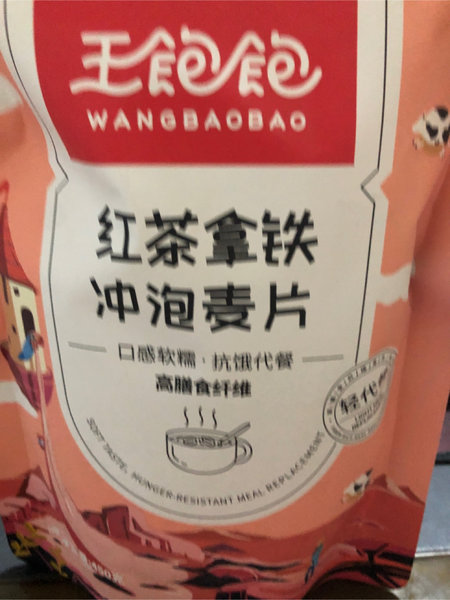 王饱饱
WANGBAOBAO
红茶拿铁
冲泡麦片
口感软糯·抗饿代餐
高膳食纤维
SOFT TASTE, HUNGER-RESISTANT MEAL REPLACEMENT
轻代餐